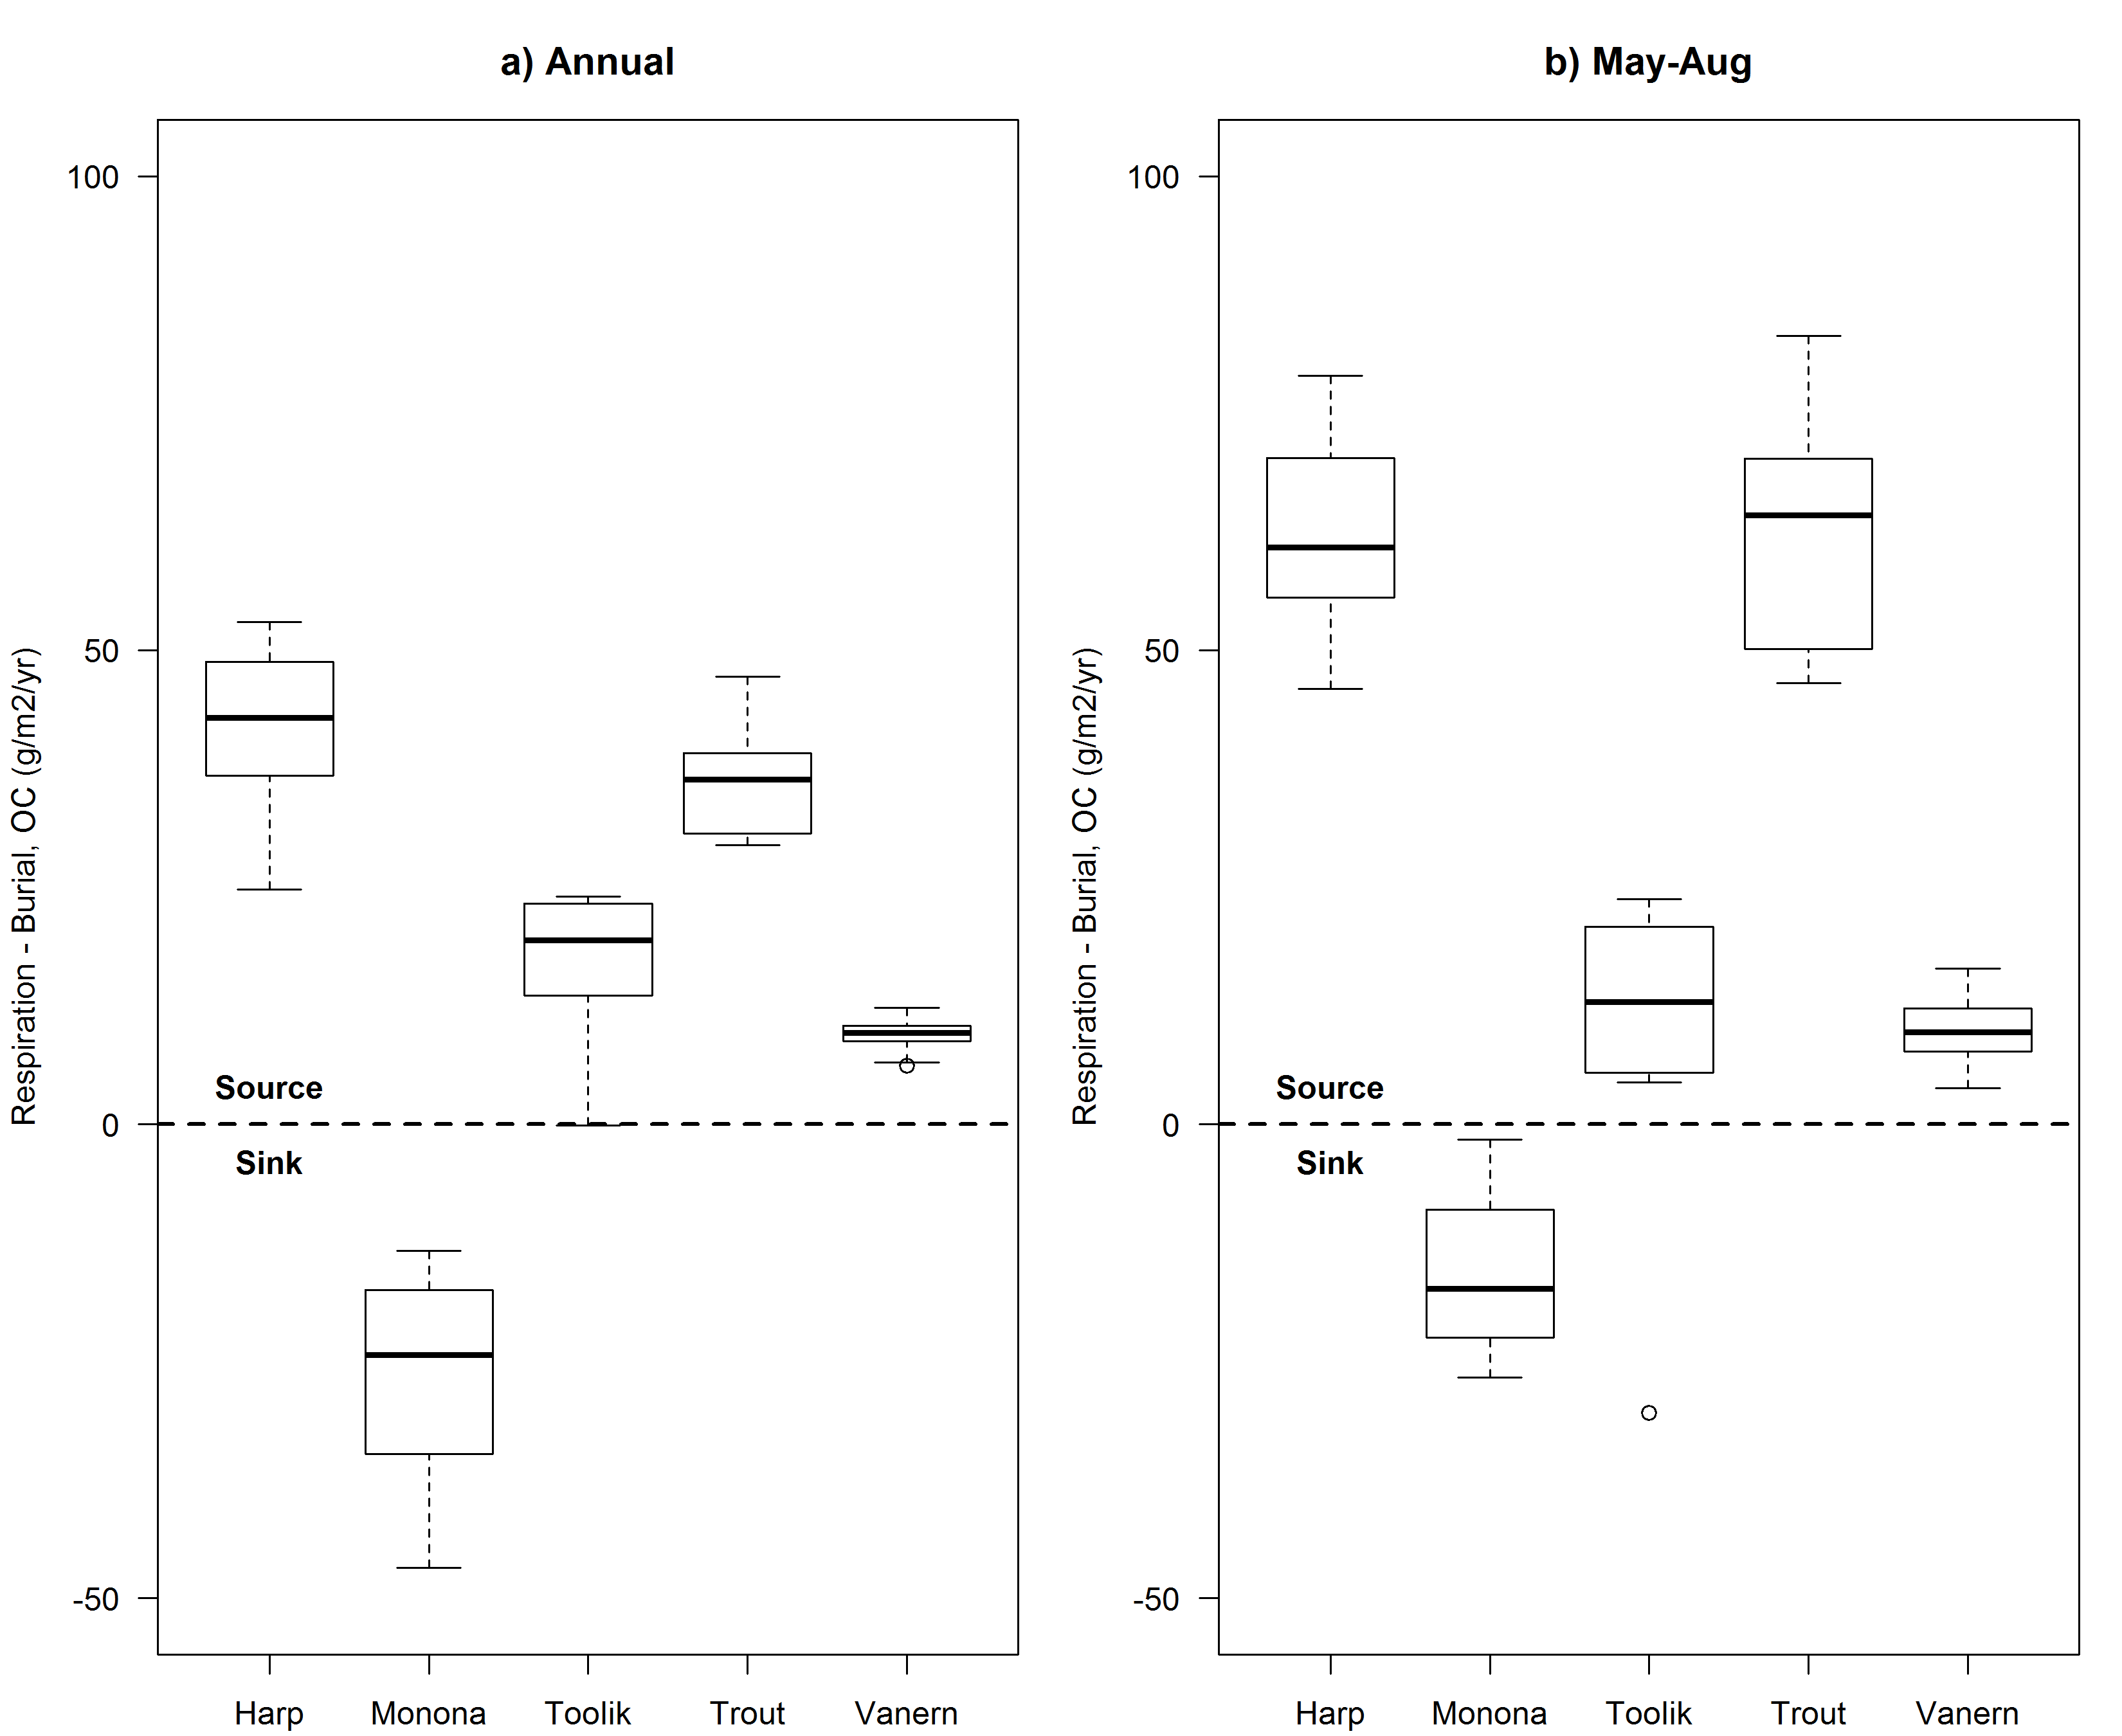 a) Annual
Respiration - Burial, OC (g/m2/yr)
100
50
0
-50
Source
Sink
Harp Monona Toolik Trout Vanern
b) May-Aug
Respiration - Burial, OC (g/m2/yr)
100
50
0
-50
Source
Sink
Harp Monona Toolik Trout Vanern